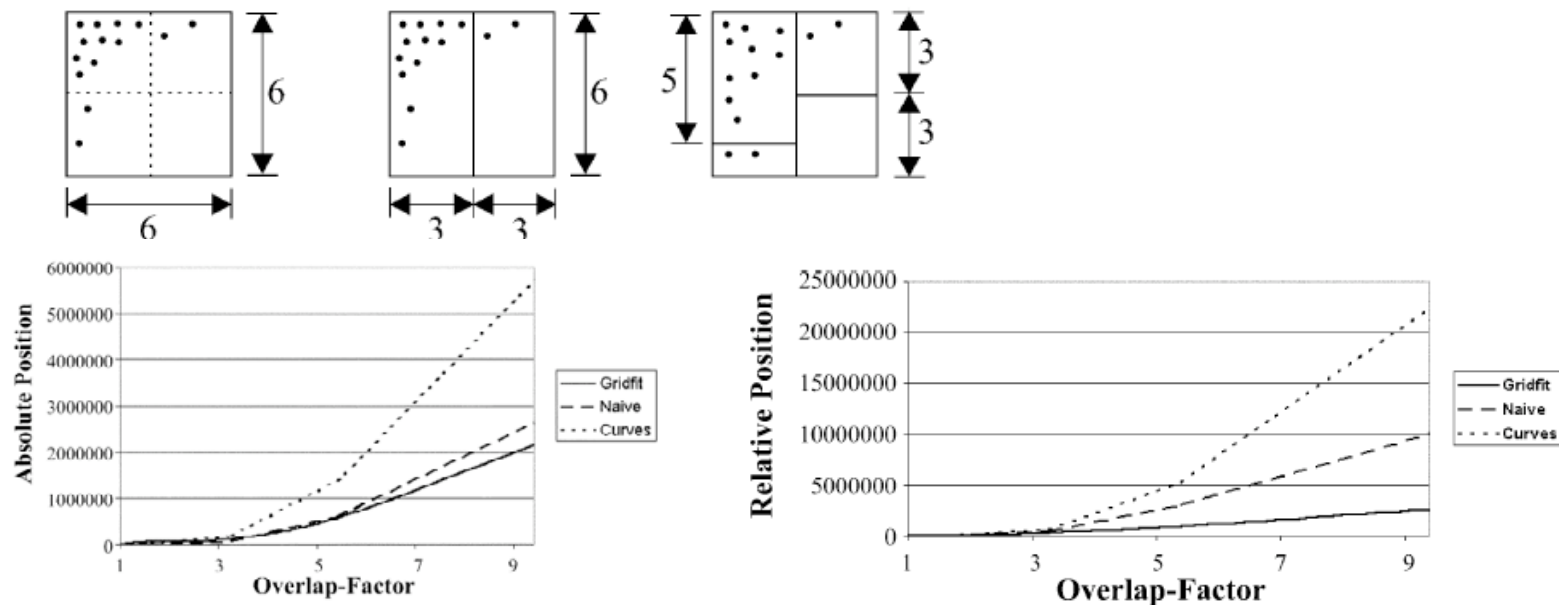 6
6
6
3
3
5
3
3
6000000
5000000
4000000
3000000
2000000
1000000
0
Absolute Position
1 3 5 7 9
Overlap-Factor
Gridfit
Naive
Curves
25000000
20000000
15000000
10000000
5000000
0
Relative Position
1 3 5 7 9
Overlap-Factor
Gridfit
Naive
Curves